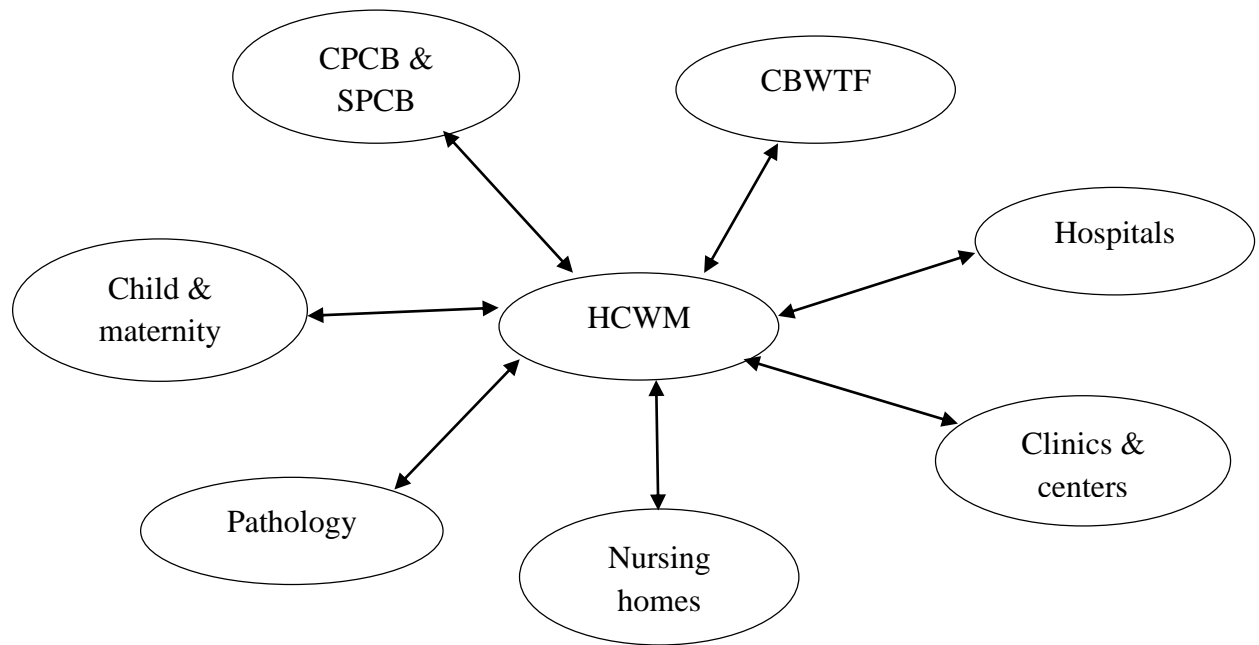 CPCB &
SPCB
CBWTF
Hospitals
Child &
maternity
HCWM
Clinics &
centers
Pathology
Nursing
homes